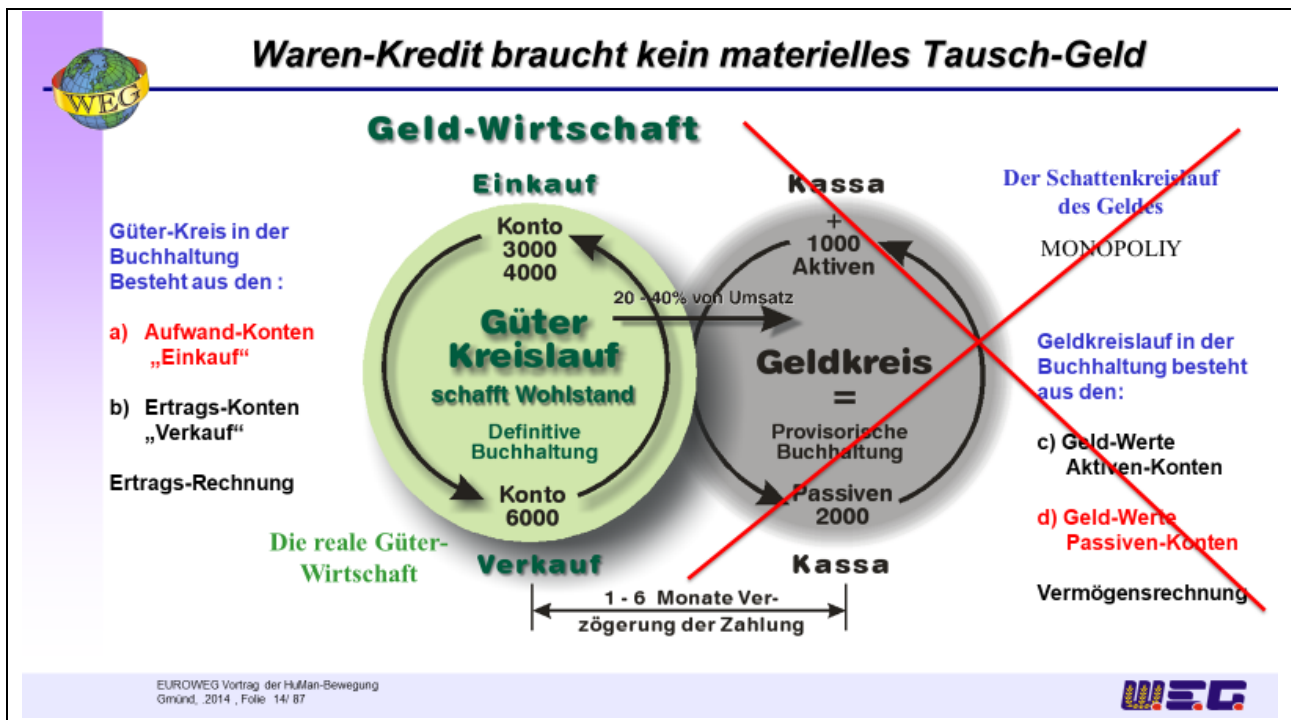 Waren-Kredit braucht kein materielles Tausch-Geld
WEG
Geld-Wirtschaft
Einkauf
Kassa
Der Schattenkreislauf
des Geldes
MONOPOLIY
Güter-Kreis in der
Buchhaltung
Besteht aus den :
a) Aufwand-Konten
„Einkauf“
b) Ertrags-Konten
„Verkauf“
Ertrags-Rechnung
Konto
3000
4000
Güter
Kreislauf
schafft Wohlstand
Definitive
Buchhaltung
Konto
6000
20 - 40% von Umsatz
+
1000
Aktiven
Geldkreis
=
Provisorische
Buchhaltung
Passiven
2000
Geldkreislauf in der
Buchhaltung besteht
aus den:
c) Geld-Werte
Aktiven-Konten
d) Geld-Werte
Passiven-Konten
Vermögensrechnung
Die reale Güter-
Wirtschaft
Verkauf
Kassa
1 - 6 Monate Ver-
zögerung der Zahlung
EUROWEG Vortrag der HuMan-Bewegung
Gmünd, .2014 , Folie 14/ 87
W.E.G.